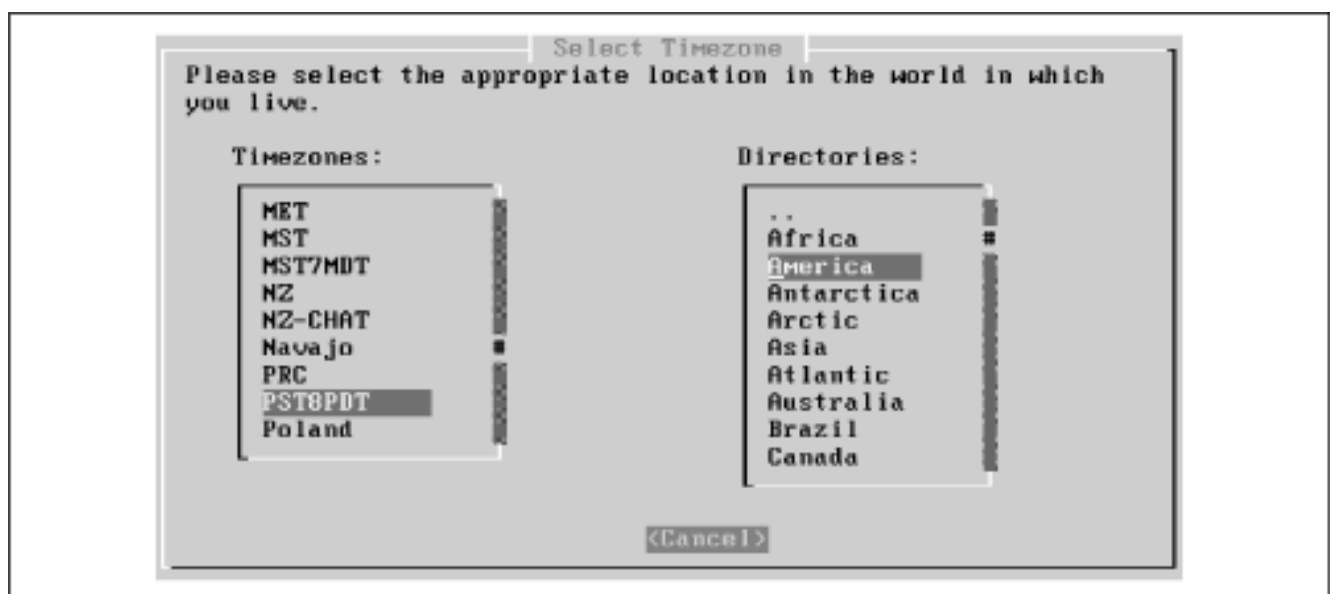 Select Timezone
Please select the appropriate location in the world in which
you live.
Timezones:
MET
MST
MST7MDT
NZ
NZ-CHAT
Navajo
PRC
PST8PDT
Poland
Directories:
..
Africa
America
Antarctica
Arctic
Asia
Atlantic
Australia
Brazil
Canada
<Cancel>